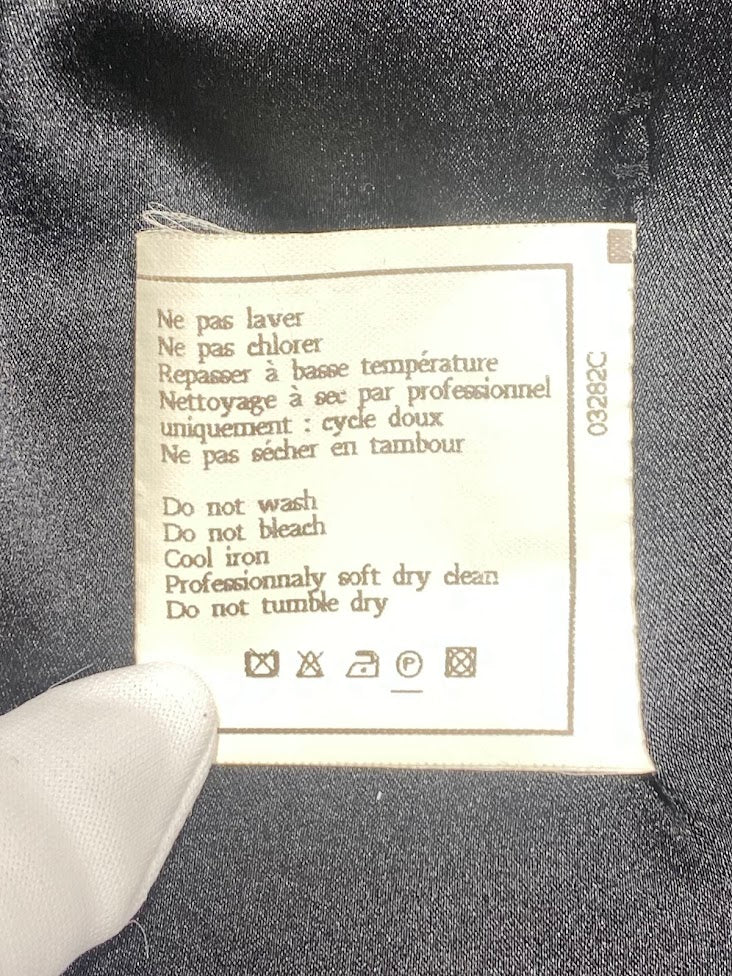 Ne pas laver
Ne pas chlorer
Repasser à basse température
Nettoyage à sec par professionnel
uniquement : cycle doux
Ne pas sécher en tambour
Do not wash
Do not bleach
Cool iron
Professionnaly soft dry clean
Do not tumble dry
P
03282C